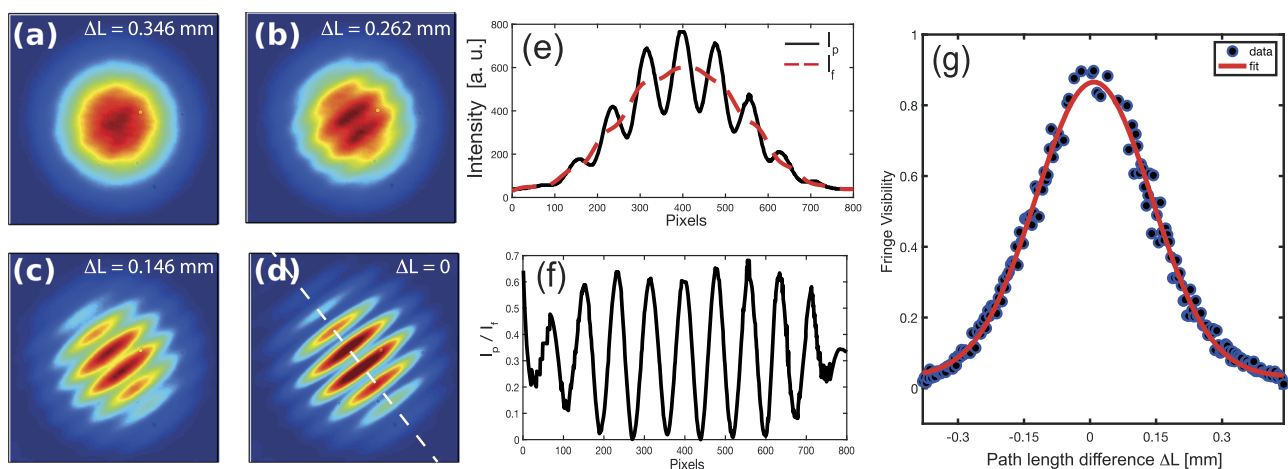 (a) ΔL = 0.346 mm
(b) ΔL = 0.262 mm
(c) ΔL = 0.146 mm
(d) ΔL = 0
(e)
I_p
I_f
Intensity [a. u.]
800
600
400
200
0
0 100 200 300 400 500 600 700 800
Pixels
(f)
I_p / I_f
0.7
0.6
0.5
0.4
0.3
0.2
0.1
0
0 100 200 300 400 500 600 700 800
Pixels
(g)
data
fit
Fringe Visibility
1
0.8
0.6
0.4
0.2
0
-0.3 -0.15 0 0.15 0.3
Path length difference ΔL [mm]